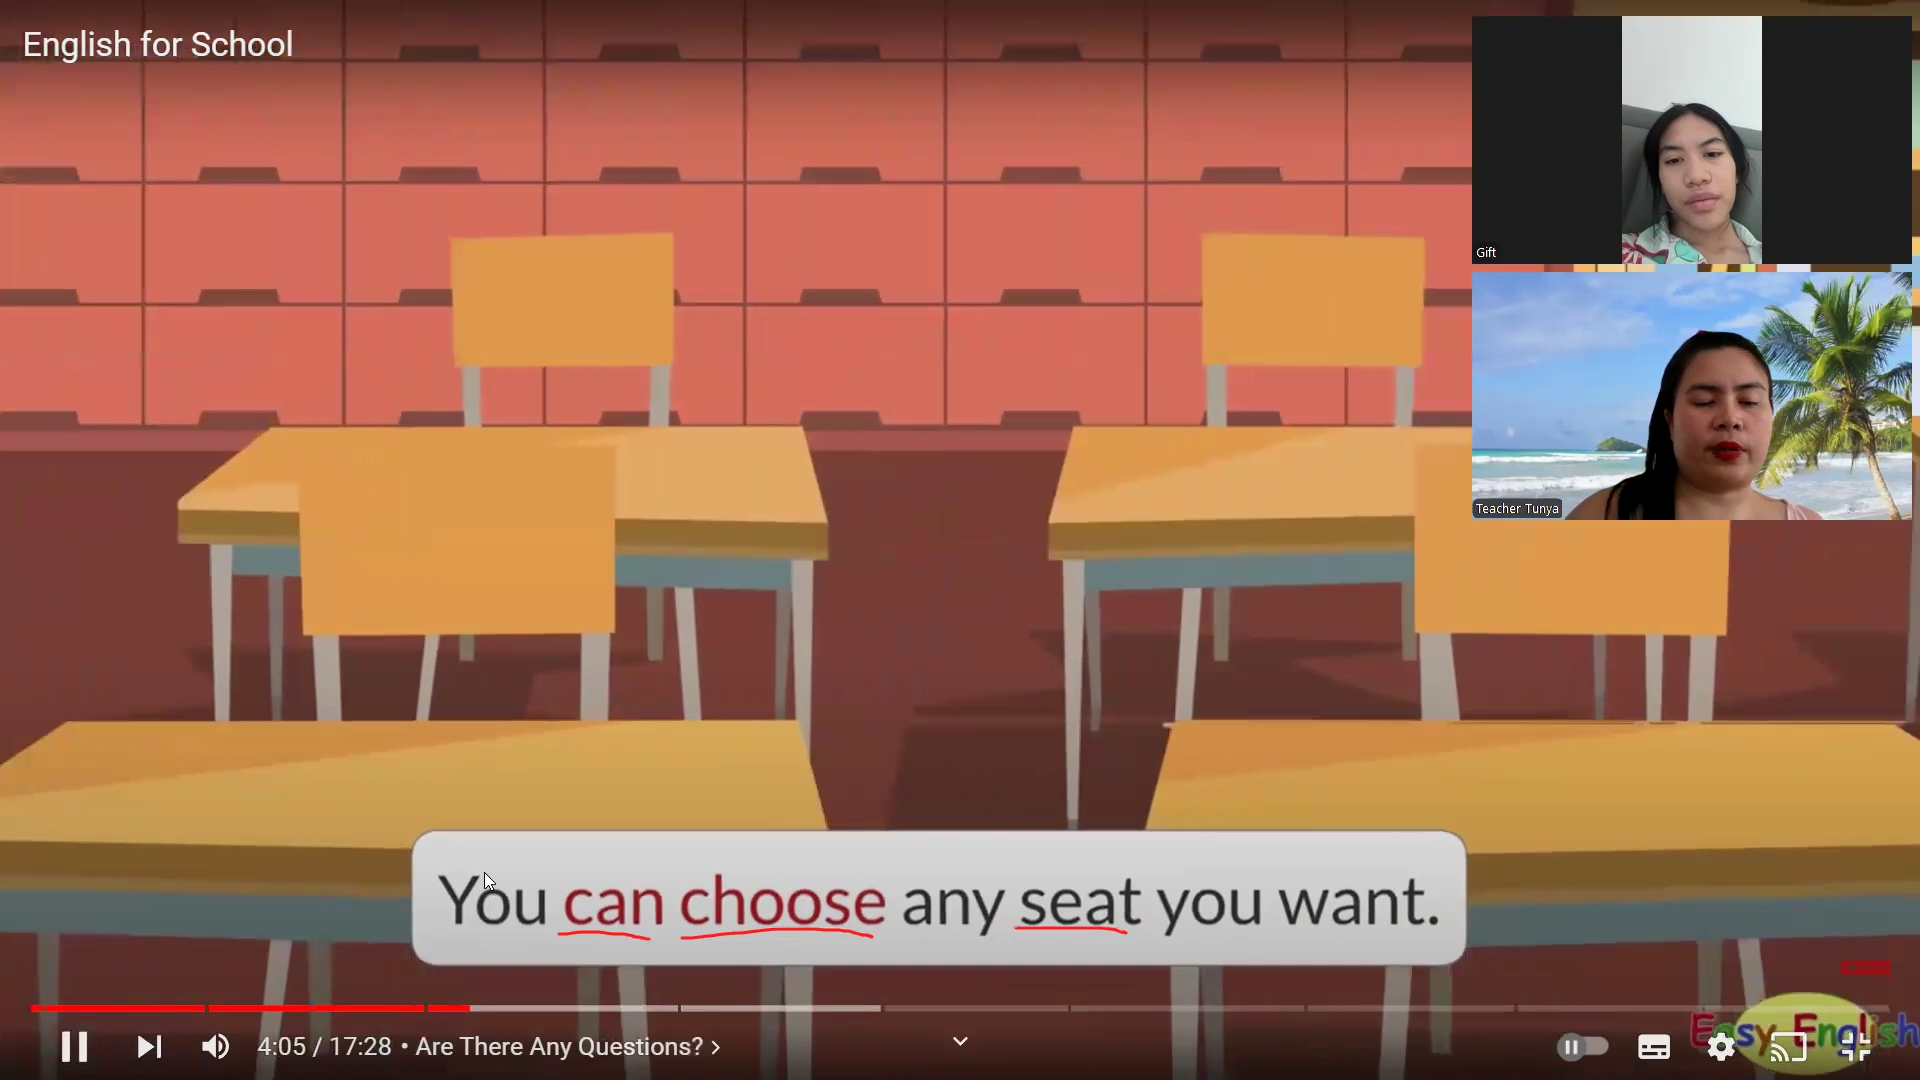 English for School
Gift
Teacher Tunya
You can choose any seat you want.
4:05 / 17:28 • Are There Any Questions? >
Easy English